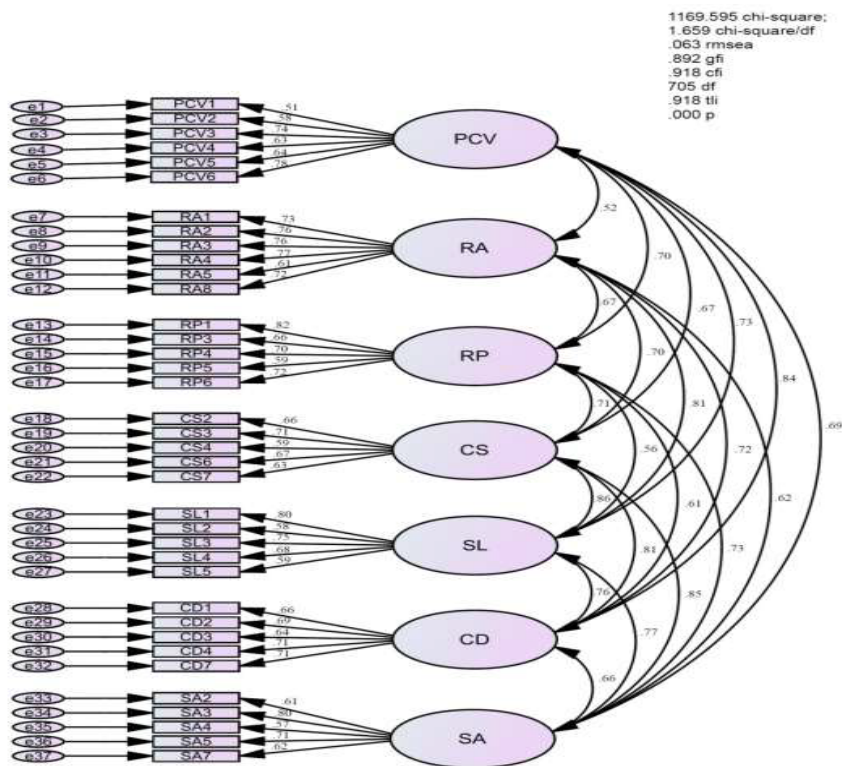 1169.595 chi-square;
1.659 chi-square/df
.063 rmsea
.892 gfi
.918 cfi
705 df
.918 tli
.000 p
e1 PCV1 .51
e2 PCV2 .58
e3 PCV3 .74
e4 PCV4 .63
e5 PCV5 .64
e6 PCV6 .78
PCV
e7 RA1 .73
e8 RA2 .76
e9 RA3 .76
e10 RA4 .77
e11 RA5 .61
e12 RA8 .72
RA
e13 RP1 .82
e14 RP3 .66
e15 RP4 .70
e16 RP5 .59
e17 RP6 .72
RP
e18 CS2 .66
e19 CS3 .71
e20 CS4 .59
e21 CS6 .67
e22 CS7 .63
CS
e23 SL1 .80
e24 SL2 .58
e25 SL3 .75
e26 SL4 .68
e27 SL5 .59
SL
e28 CD1 .66
e29 CD2 .69
e30 CD3 .64
e31 CD4 .71
e32 CD7 .71
CD
e33 SA2 .61
e34 SA3 .80
e35 SA4 .57
e36 SA5 .71
e37 SA7 .62
SA
.52
.70
.67
.67
.73
.70
.84
.71
.81
.69
.56
.72
.62
.86
.61
.81
.73
.76
.85
.77
.66